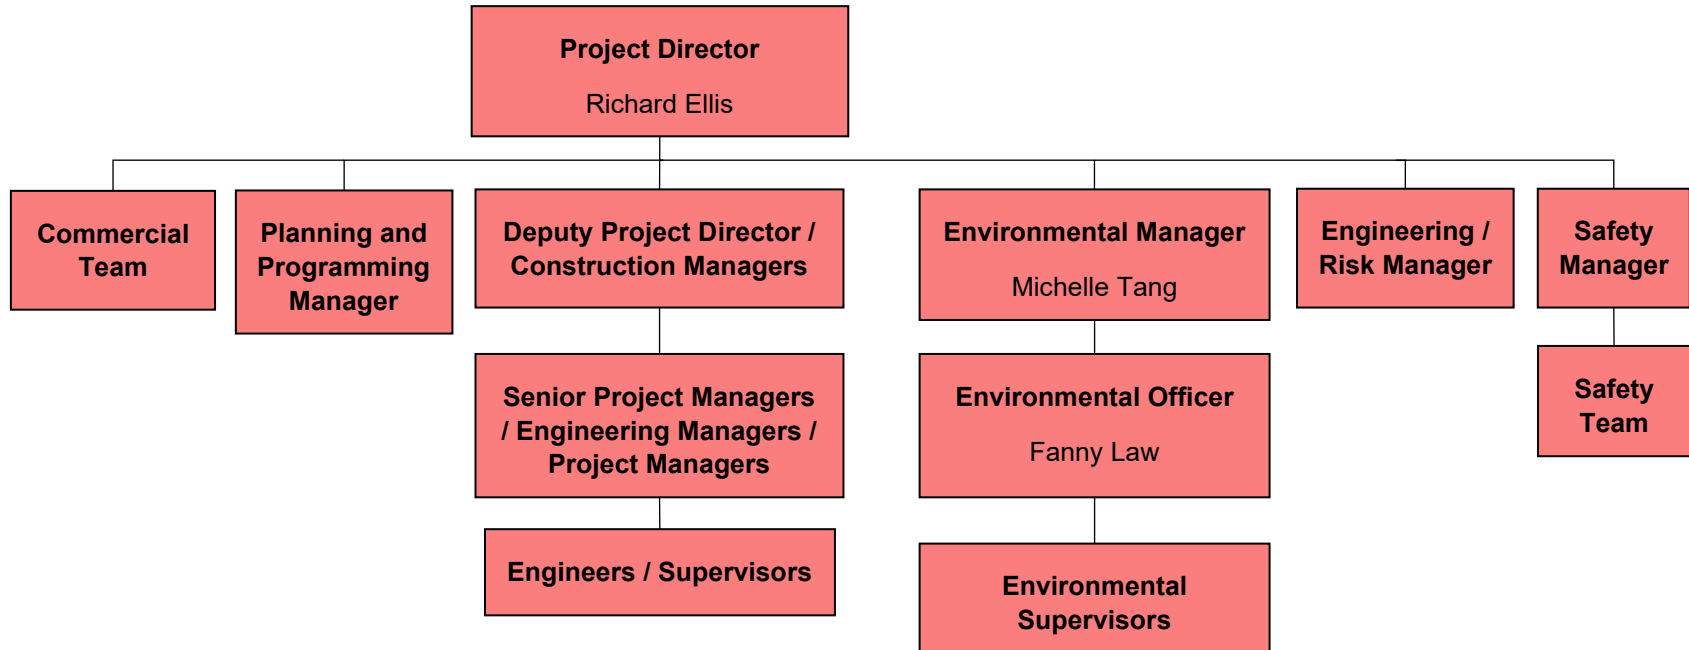 Project Director
Richard Ellis
Commercial
Team
Planning and
Programming
Manager
Deputy Project Director /
Construction Managers
Environmental Manager
Michelle Tang
Engineering /
Risk Manager
Safety
Manager
Senior Project Managers
/ Engineering Managers /
Project Managers
Environmental Officer
Fanny Law
Safety
Team
Engineers / Supervisors
Environmental
Supervisors